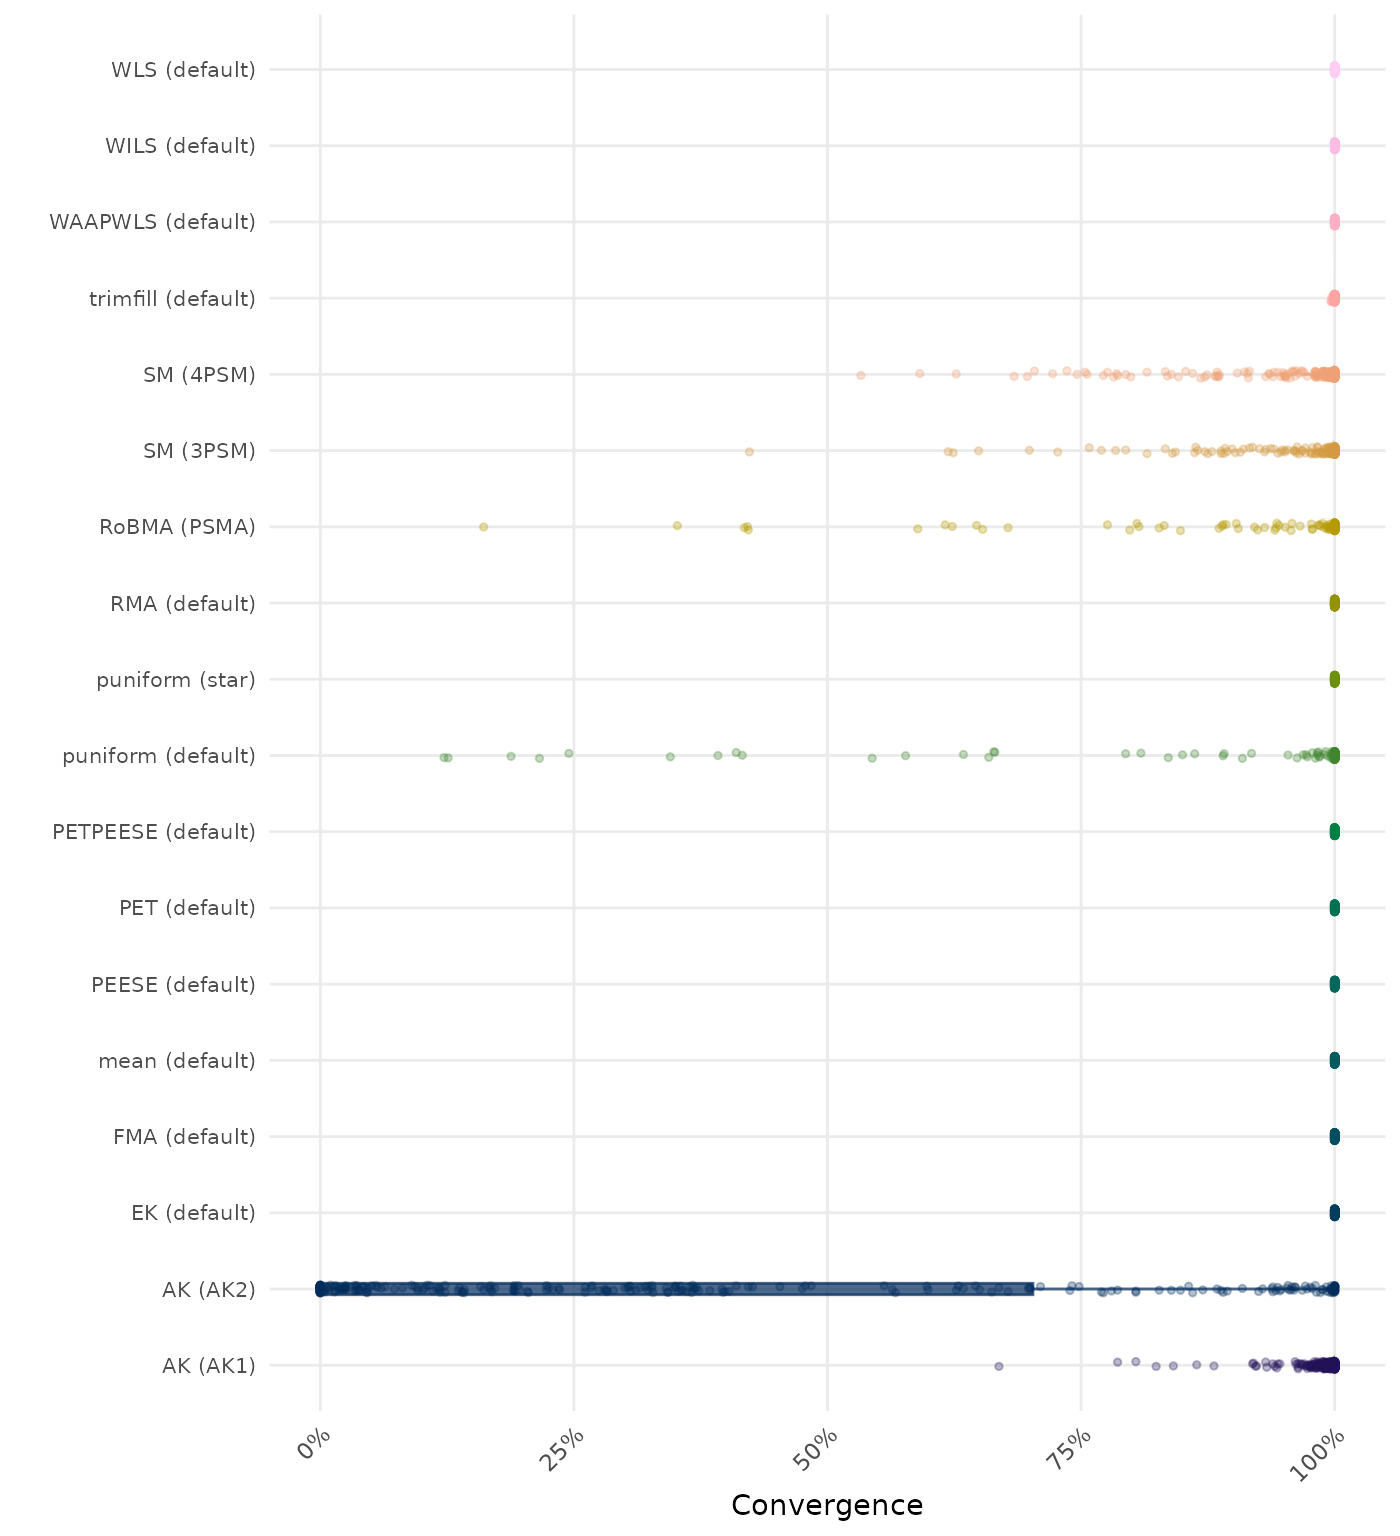 WLS (default)
WILS (default)
WAAPWLS (default)
trimfill (default)
SM (4PSM)
SM (3PSM)
RoBMA (PSMA)
RMA (default)
puniform (star)
puniform (default)
PETPEESE (default)
PET (default)
PEESE (default)
mean (default)
FMA (default)
EK (default)
AK (AK2)
AK (AK1)
0%
25%
50%
75%
100%
Convergence